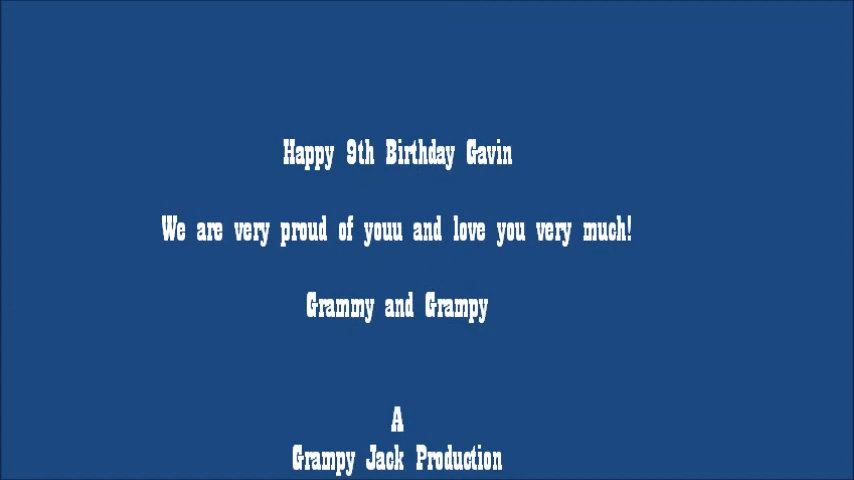 Happy 9th Birthday Gavin
We are very proud of youu and love you very much!
Grammy and Grampy
A
Grampy Jack Production